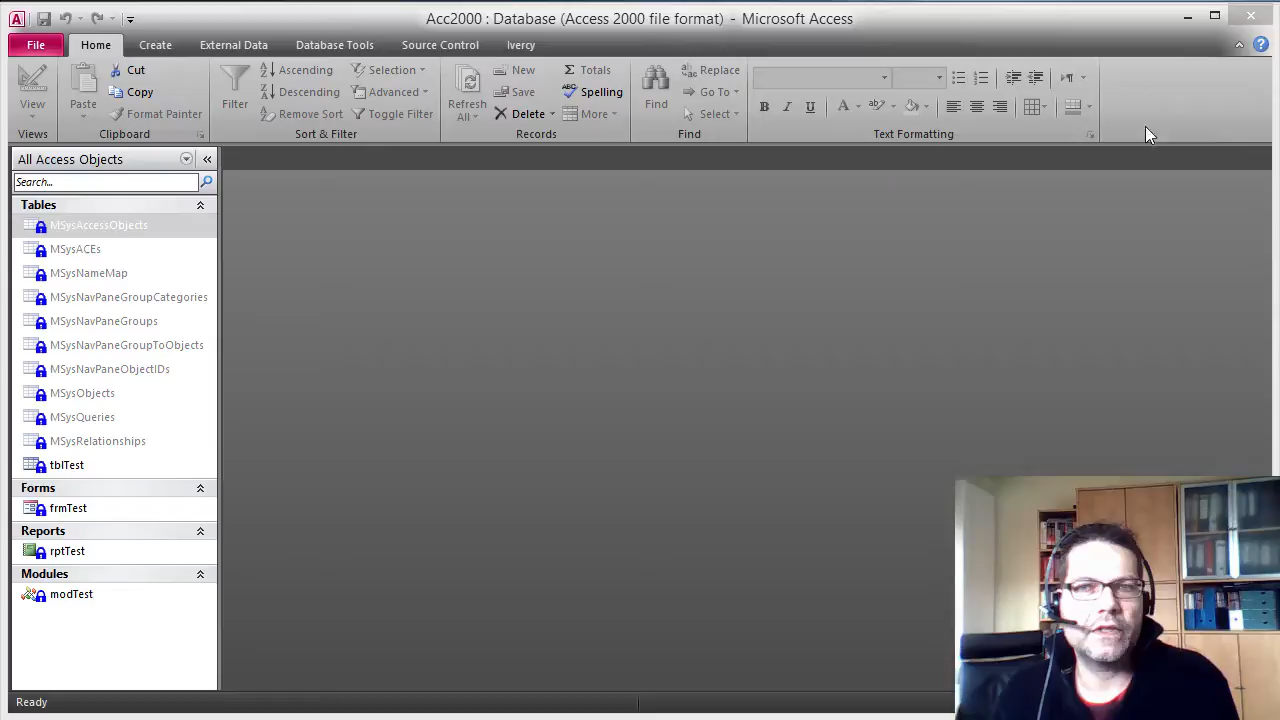 Acc2000 : Database (Access 2000 file format) - Microsoft Access
File Home Create External Data Database Tools Source Control Ivercy
View
Views
Paste
Cut
Copy
Format Painter
Clipboard
Filter
Ascending
Descending
Remove Sort
Selection
Advanced
Toggle Filter
Sort & Filter
Refresh
All
New
Save
Delete
Totals
Spelling
More
Records
Find
Replace
Go To
Select
Find
Text Formatting
All Access Objects
Search...
Tables
MSysAccessObjects
MSysACEs
MSysNameMap
MSysNavPaneGroupCategories
MSysNavPaneGroups
MSysNavPaneGroupToObjects
MSysNavPaneObjectIDs
MSysObjects
MSysQueries
MSysRelationships
tblTest
Forms
frmTest
Reports
rptTest
Modules
modTest
Ready